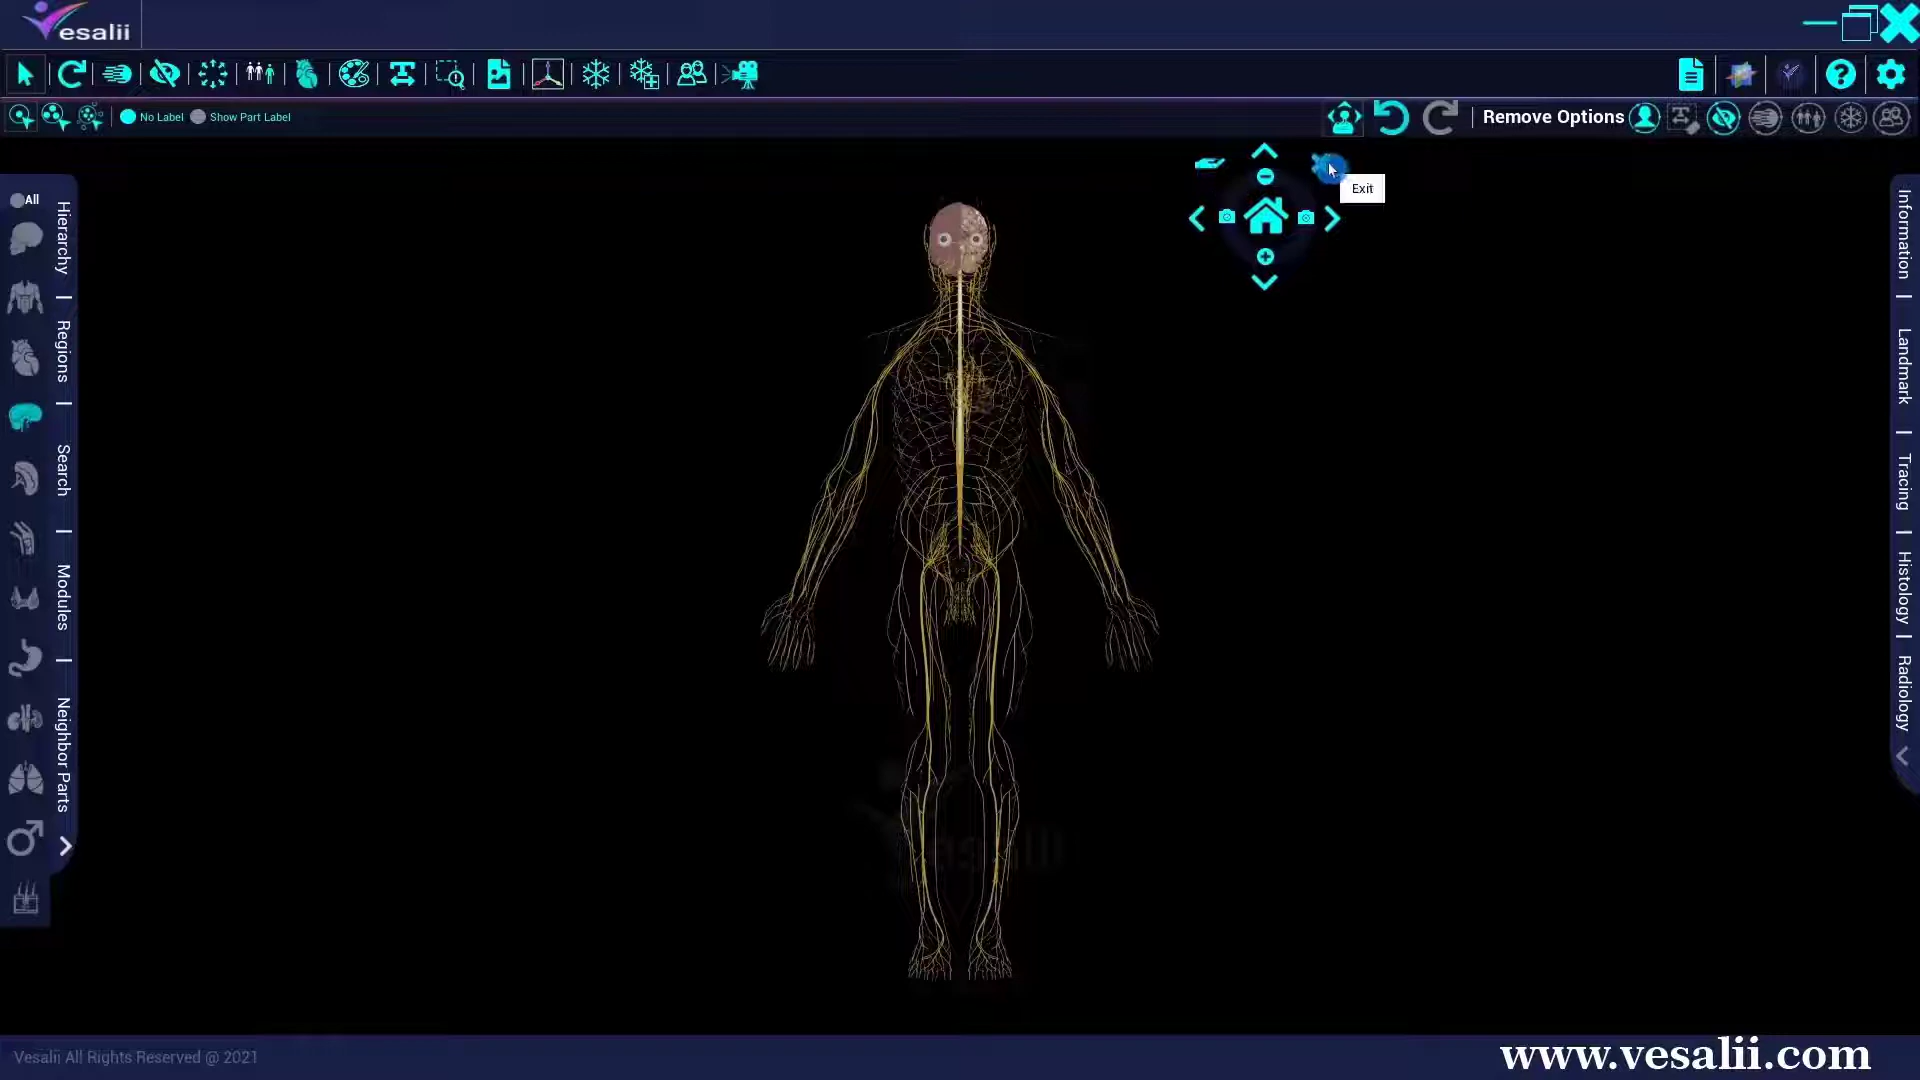 Vesalii
No Label
Show Part Label
Remove Options
Exit
All
Hierarchy
Regions
Search
Modules
Neighbor Parts
Information
Landmark
Tracing
Histology
Radiology
Vesalii All Rights Reserved @ 2021
www.vesalii.com